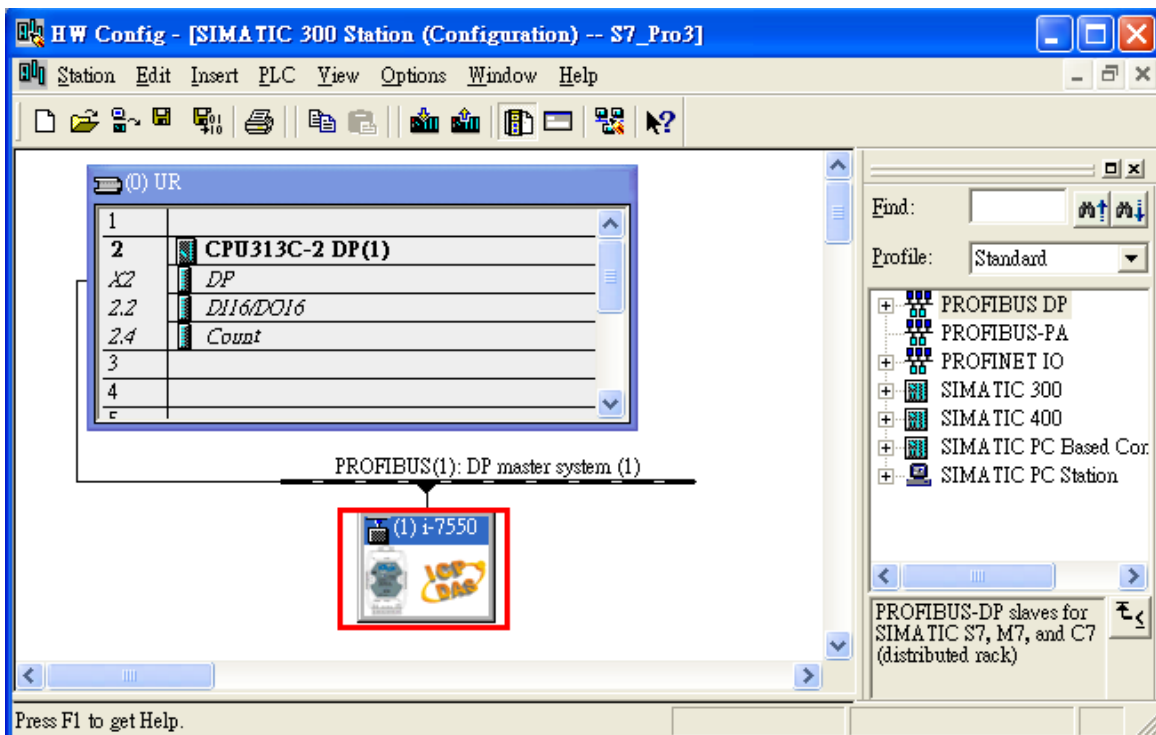 HW Config - [SIMATIC 300 Station (Configuration) -- S7_Pro3]
Station Edit Insert PLC View Options Window Help
(0) UR
1
2 CPU313C-2 DP(1)
X2 DP
2.2 DI16/DO16
2.4 Count
3
4
PROFIBUS(1): DP master system (1)
(1) i-7550
ICP
DAS
Find:
Profile: Standard
PROFIBUS DP
PROFIBUS-PA
PROFINET IO
SIMATIC 300
SIMATIC 400
SIMATIC PC Based Con
SIMATIC PC Station
PROFIBUS-DP slaves for
SIMATIC S7, M7, and C7
(distributed rack)
Press F1 to get Help.